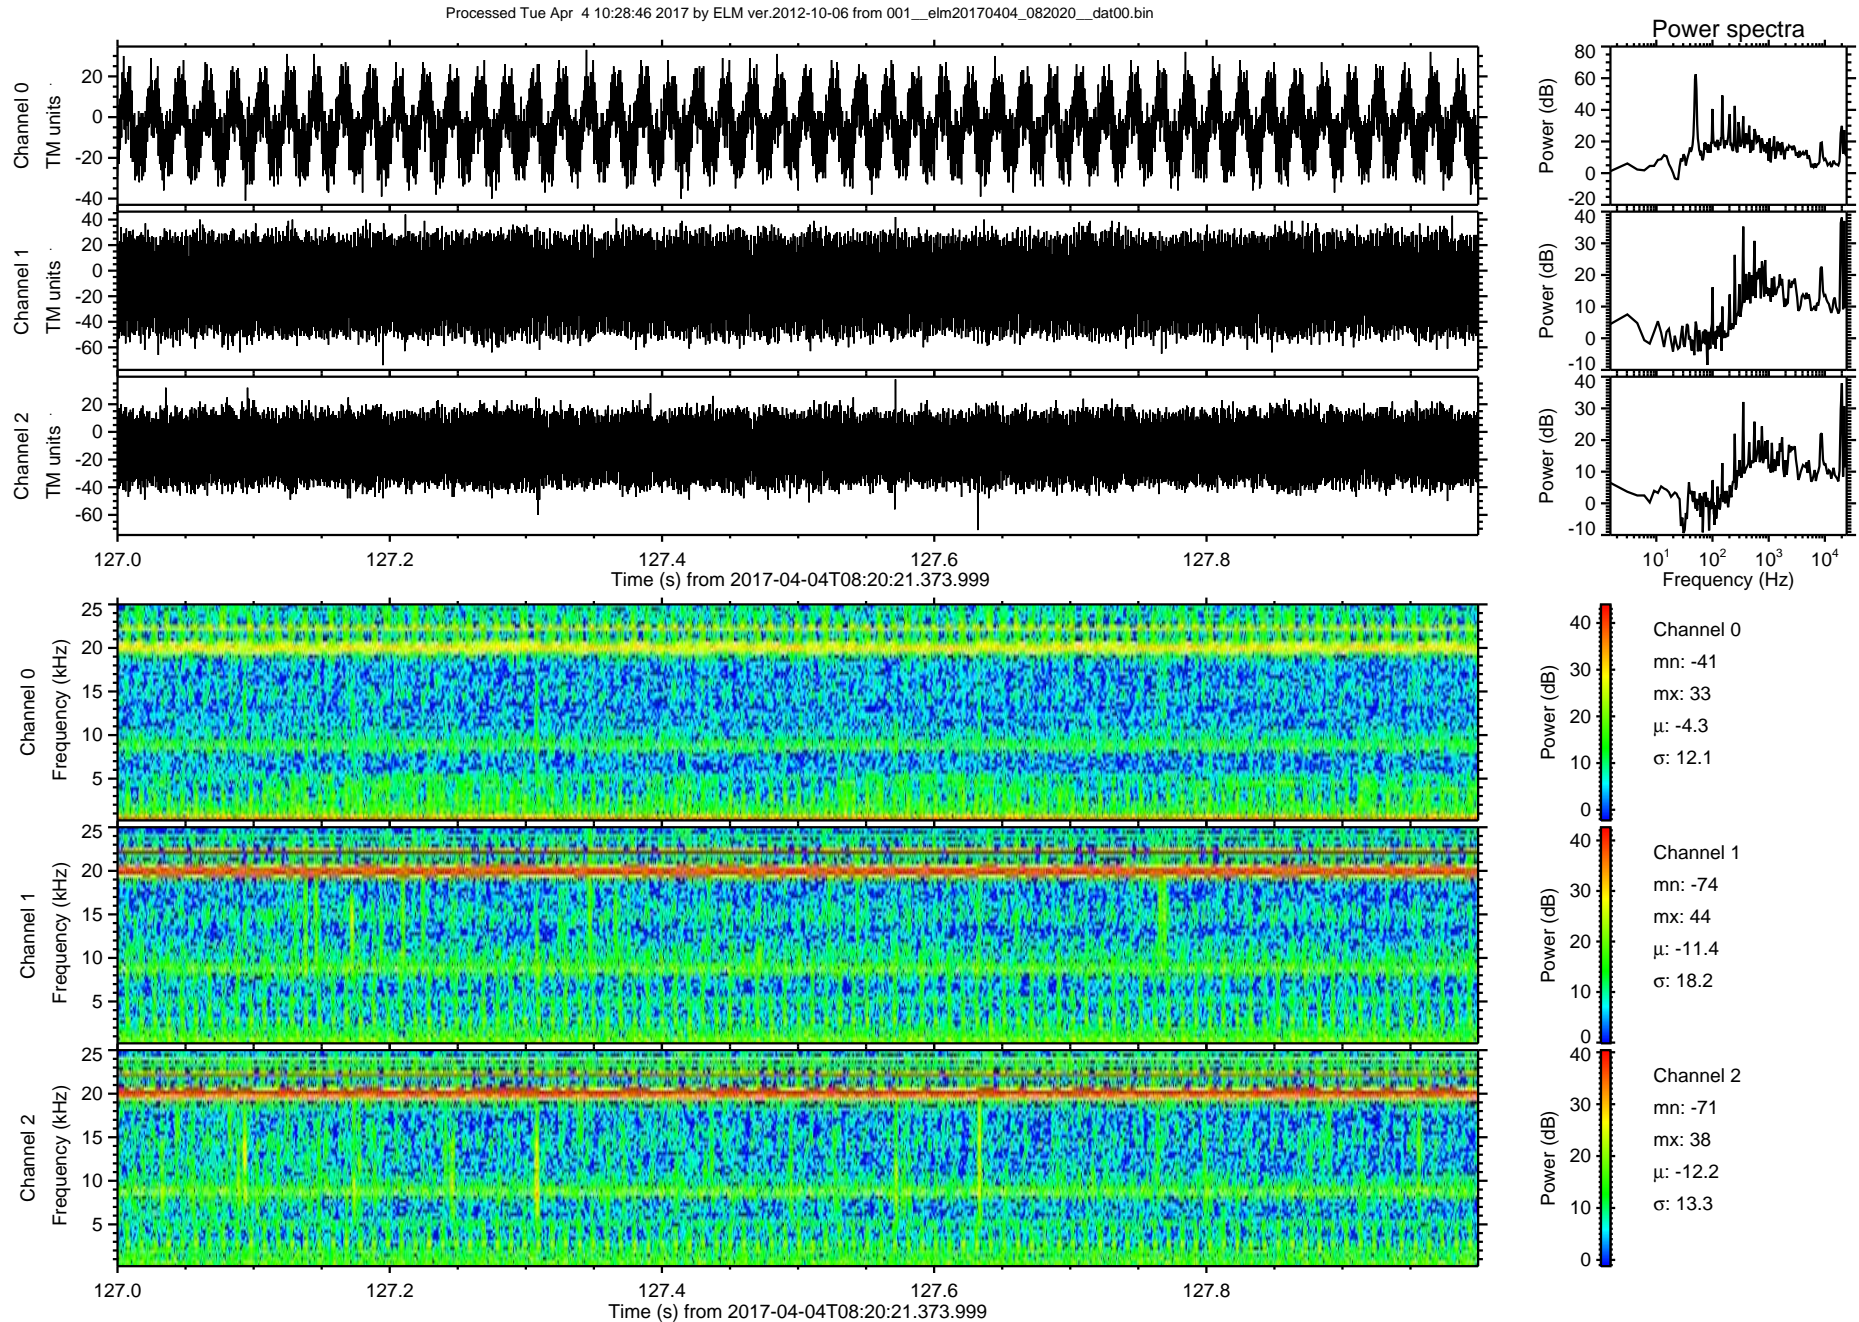 Processed Tue Apr  4 10:28:46 2017 by ELM ver.2012-10-06 from 001__elm20170404_082020__dat00.bin
Power spectra
Channel 0
TM units
20
0
-20
-40
Power (dB)
80
60
40
20
0
-20
Channel 1
TM units
40
20
0
-20
-40
-60
Power (dB)
40
30
20
10
0
-10
Channel 2
TM units
20
0
-20
-40
-60
Power (dB)
40
30
20
10
0
-10
127.0 127.2 127.4 127.6 127.8
Time (s) from 2017-04-04T08:20:21.373.999
10^1 10^2 10^3 10^4
Frequency (Hz)
Channel 0
Frequency (kHz)
25
20
15
10
5
Power (dB)
40
30
20
10
0
Channel 0
mn: -41
mx: 33
μ: -4.3
σ: 12.1
Channel 1
Frequency (kHz)
25
20
15
10
5
Power (dB)
40
30
20
10
0
Channel 1
mn: -74
mx: 44
μ: -11.4
σ: 18.2
Channel 2
Frequency (kHz)
25
20
15
10
5
Power (dB)
40
30
20
10
0
Channel 2
mn: -71
mx: 38
μ: -12.2
σ: 13.3
127.0 127.2 127.4 127.6 127.8
Time (s) from 2017-04-04T08:20:21.373.999